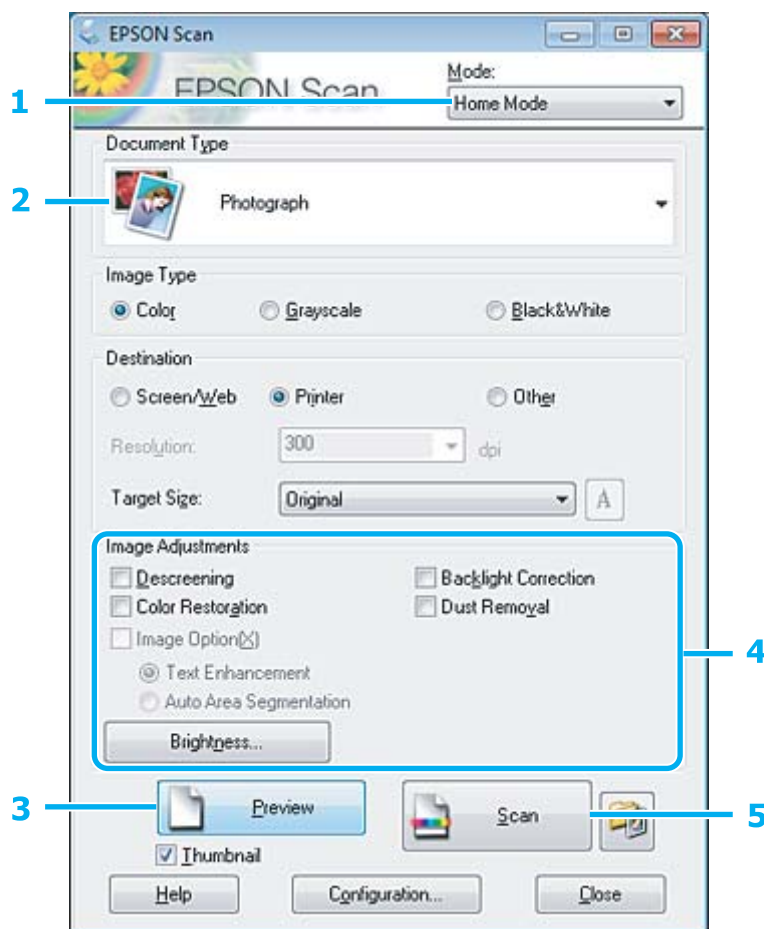 EPSON Scan
EPSON Scan
Mode:
1
Home Mode
Document Type
2
Photograph
Image Type
Color Grayscale Black&White
Destination
Screen/Web Printer Other
Resolution: 300 dpi
Target Size: Original A
Image Adjustments
Descreening Backlight Correction
Color Restoration Dust Removal
Image Option(X)
4
Text Enhancement
Auto Area Segmentation
Brightness...
3 Preview Scan 5
Thumbnail
Help Configuration... Close